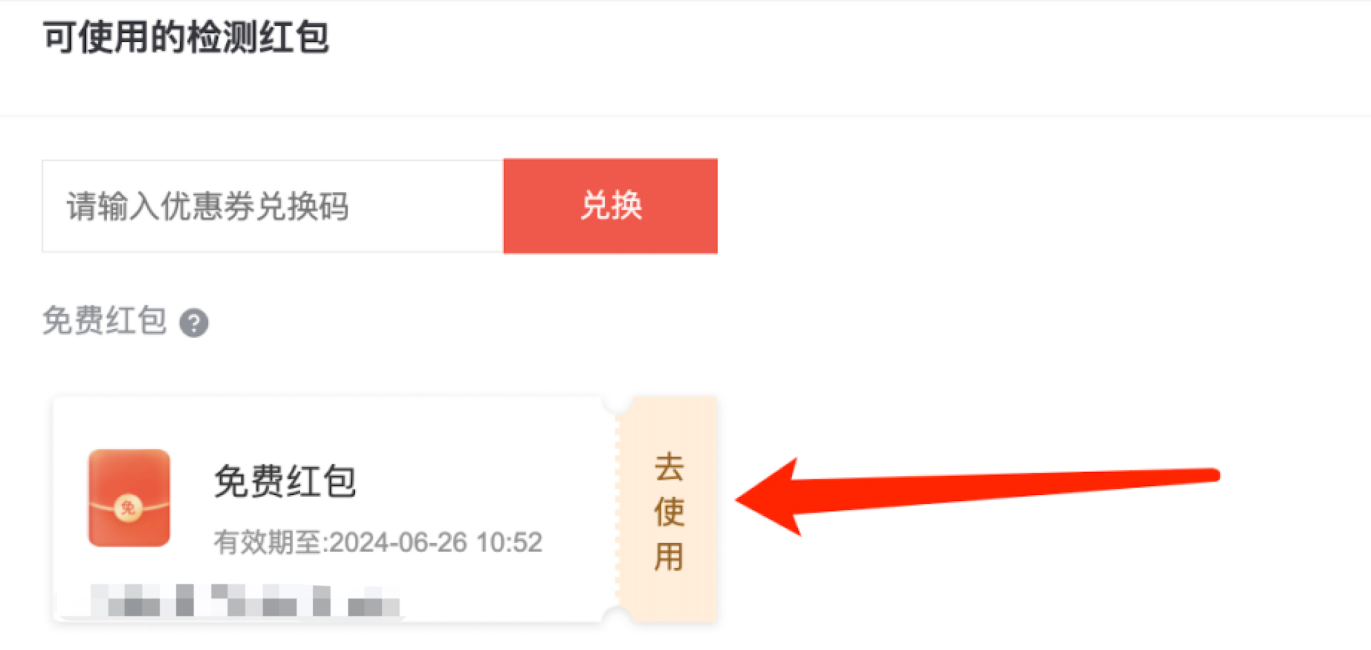 可使用的检测红包
请输入优惠券兑换码
兑换
免费红包 ?
免
免费红包
有效期至:2024-06-26 10:52
去使用